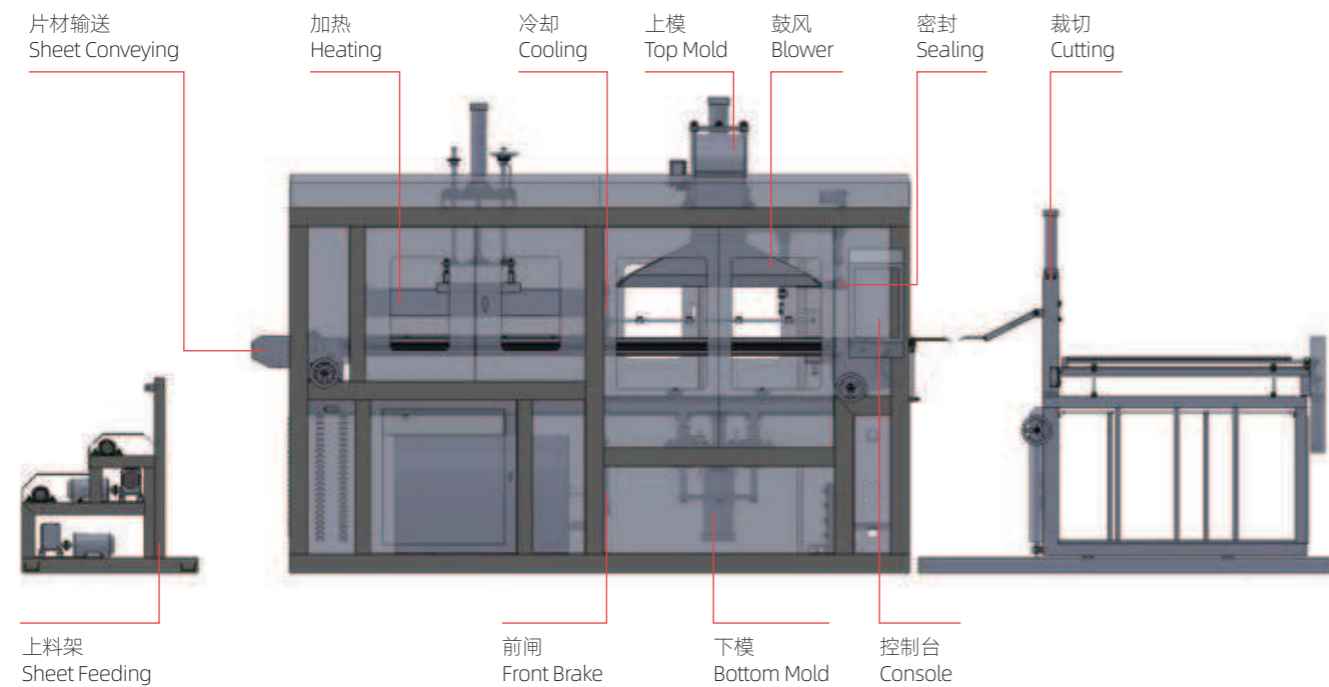 片材输送
Sheet Conveying
加热
Heating
冷却
Cooling
上模
Top Mold
鼓风
Blower
密封
Sealing
裁切
Cutting
上料架
Sheet Feeding
前闸
Front Brake
下模
Bottom Mold
控制台
Console